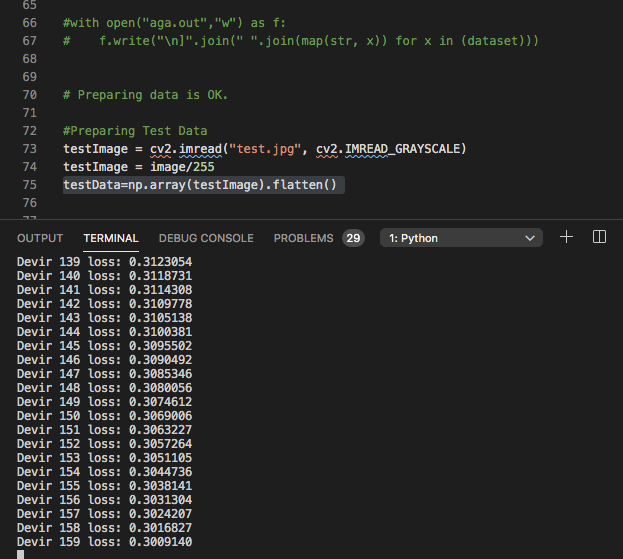 65
66 #with open("aga.out","w") as f:
67 #    f.write("\n]".join(" ".join(map(str, x)) for x in (dataset)))
68
69
70 # Preparing data is OK.
71
72 #Preparing Test Data
73 testImage = cv2.imread("test.jpg", cv2.IMREAD_GRAYSCALE)
74 testImage = image/255
75 testData=np.array(testImage).flatten()
76
77
OUTPUT TERMINAL DEBUG CONSOLE PROBLEMS 29 1: Python
Devir 139 loss: 0.3123054
Devir 140 loss: 0.3118731
Devir 141 loss: 0.3114308
Devir 142 loss: 0.3109778
Devir 143 loss: 0.3105138
Devir 144 loss: 0.3100381
Devir 145 loss: 0.3095502
Devir 146 loss: 0.3090492
Devir 147 loss: 0.3085346
Devir 148 loss: 0.3080056
Devir 149 loss: 0.3074612
Devir 150 loss: 0.3069006
Devir 151 loss: 0.3063227
Devir 152 loss: 0.3057264
Devir 153 loss: 0.3051105
Devir 154 loss: 0.3044736
Devir 155 loss: 0.3038141
Devir 156 loss: 0.3031304
Devir 157 loss: 0.3024207
Devir 158 loss: 0.3016827
Devir 159 loss: 0.3009140